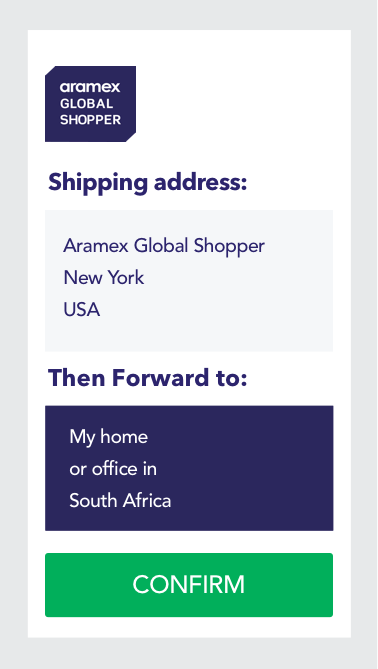 aramex
GLOBAL
SHOPPER
Shipping address:
Aramex Global Shopper
New York
USA
Then Forward to:
My home
or office in
South Africa
CONFIRM